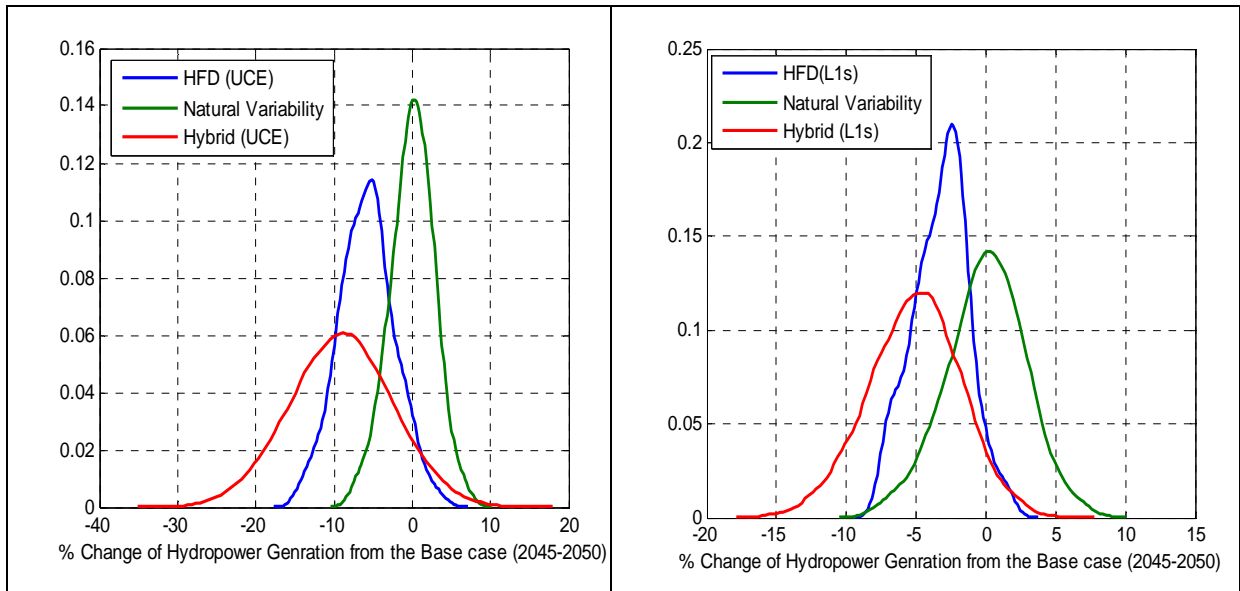 0.16
0.14
0.12
0.1
0.08
0.06
0.04
0.02
0
HFD (UCE)
Natural Variability
Hybrid (UCE)
-40 -30 -20 -10 0 10 20
% Change of Hydropower Genration from the Base case (2045-2050)
0.25
0.2
0.15
0.1
0.05
0
HFD(L1s)
Natural Variability
Hybrid (L1s)
-20 -15 -10 -5 0 5 10 15
% Change of Hydropower Genration from the Base case (2045-2050)